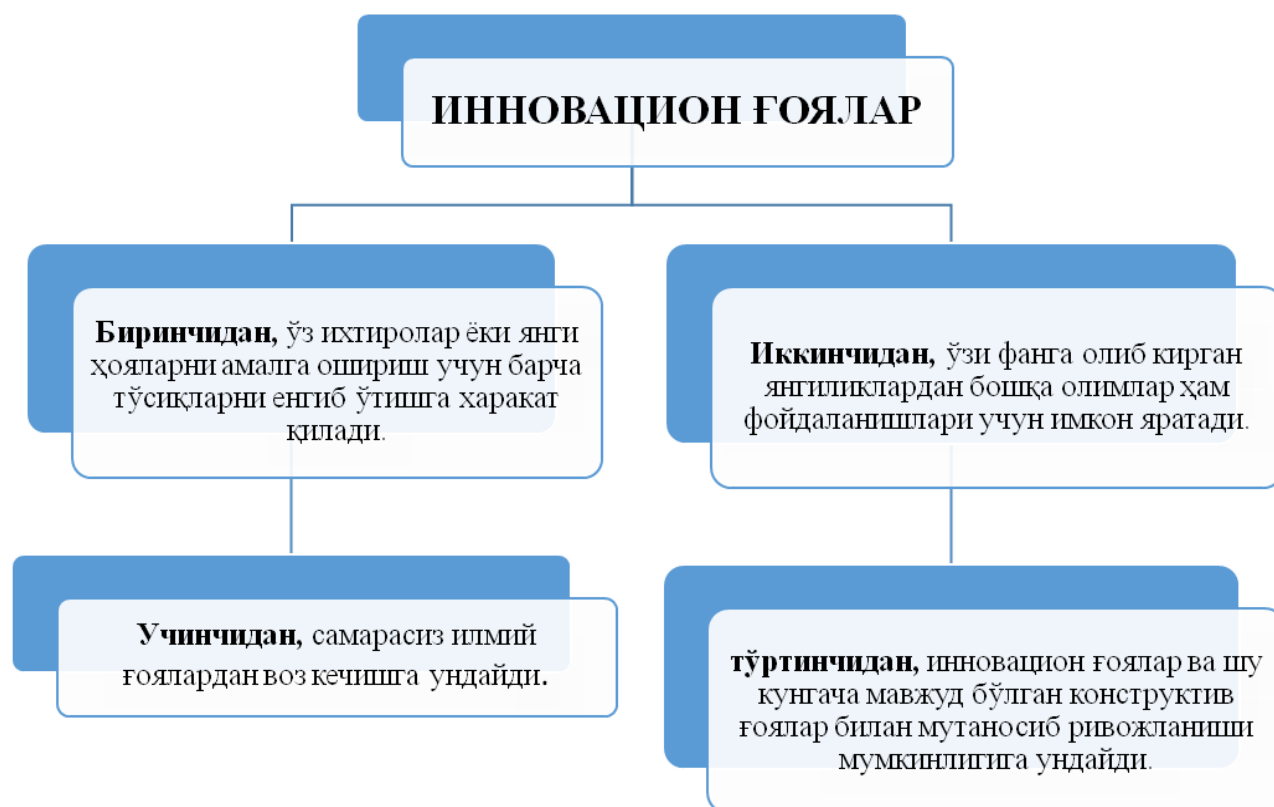 ИННОВАЦИОН ҒОЯЛАР
Биринчидан, ўз ихтиролар ёки янги
ҳояларни амалга ошириш учун барча
тўсиқларни енгиб ўтишга харакат
қилади.
Иккинчидан, ўзи фанга олиб кирган
янгиликлардан бошқа олимлар ҳам
фойдаланишлари учун имкон яратади.
Учинчидан, самарасиз илмий
ғоялардан воз кечишга ундайди.
тўртинчидан, инновацион ғоялар ва шу
кунгача мавжуд бўлган конструктив
ғоялар билан мутаносиб ривожланиши
мумкинлигига ундайди.